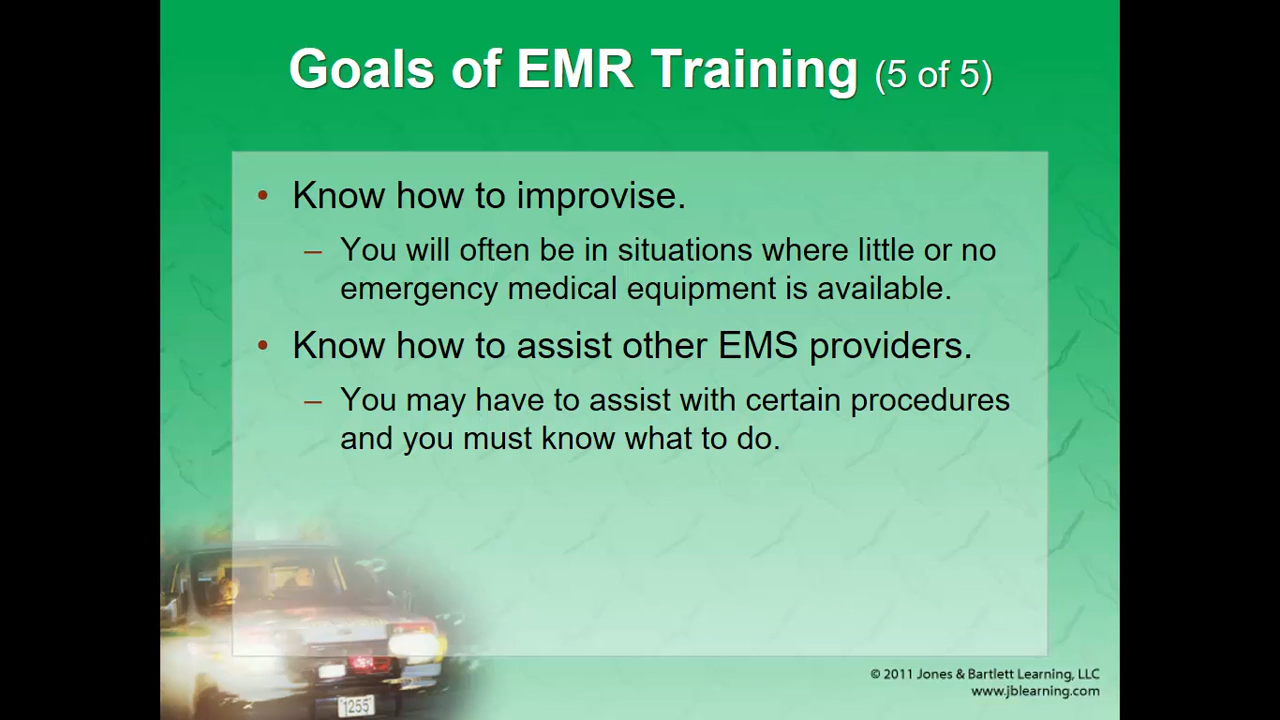 Goals of EMR Training (5 of 5)
• Know how to improvise.
– You will often be in situations where little or no
emergency medical equipment is available.
• Know how to assist other EMS providers.
– You may have to assist with certain procedures
and you must know what to do.
1255
© 2011 Jones & Bartlett Learning, LLC
www.jblearning.com